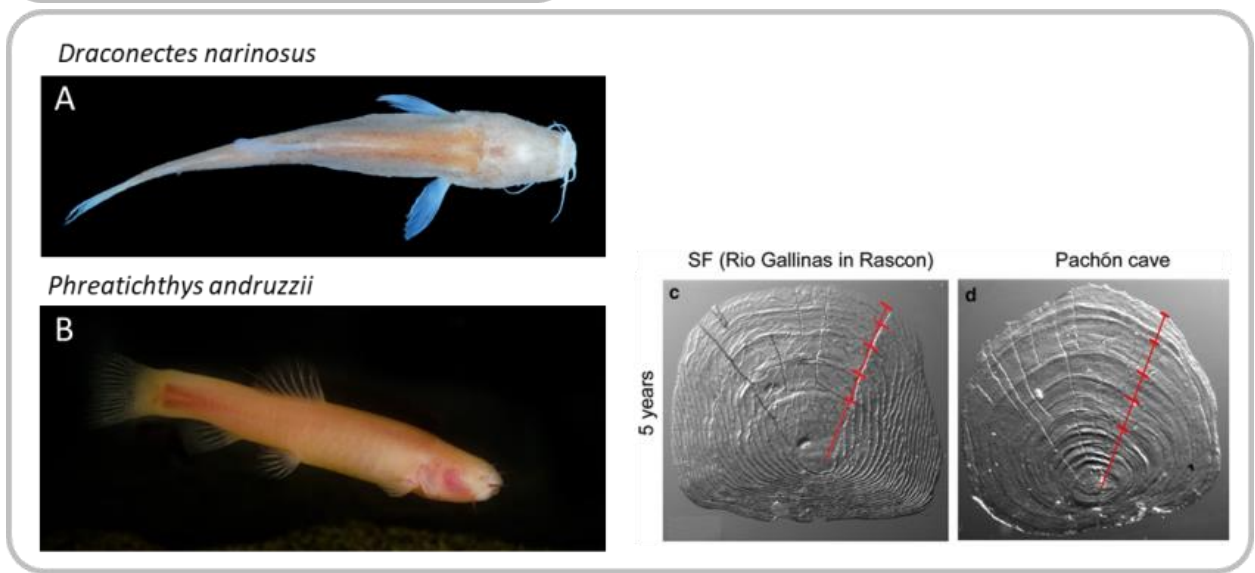 Draconectes narinosus
A
Phreatichthys andruzzii
B
SF (Rio Gallinas in Rascon)
Pachón cave
c
d
5 years